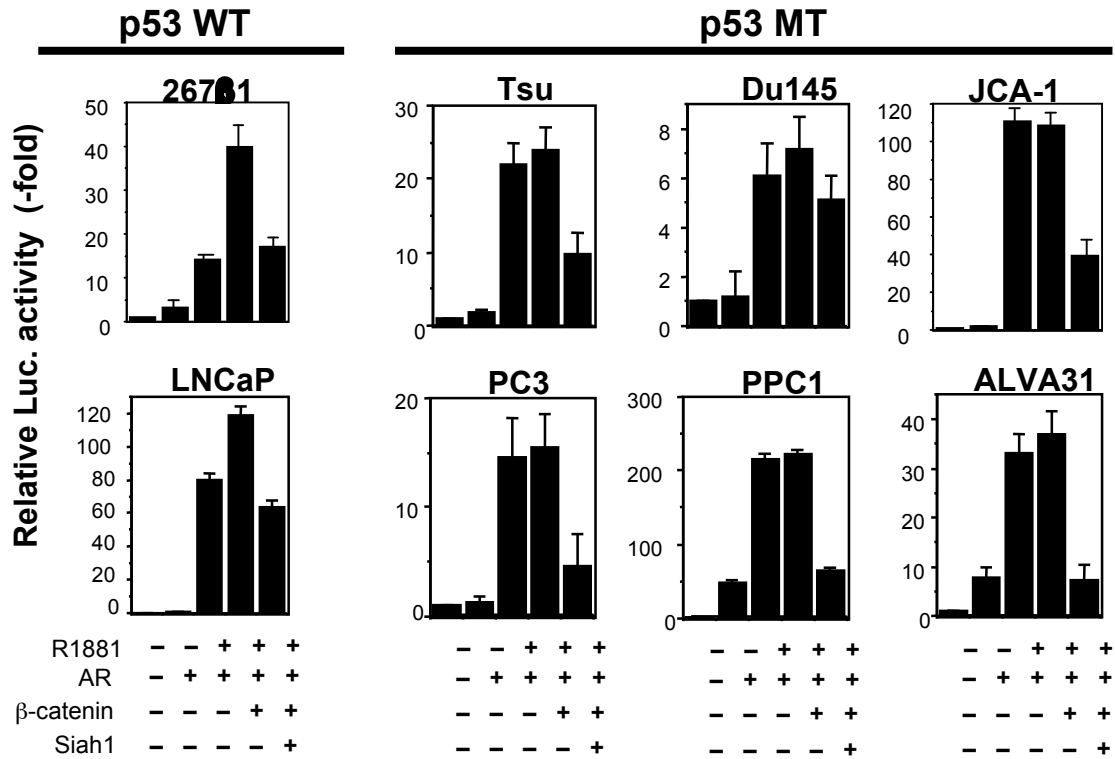 p53 WT
p53 MT
Relative Luc. activity (-fold)
50
40
30
20
10
0
Tsu
30
20
10
0
Du145
8
6
4
2
0
JCA-1
120
100
80
60
40
20
0
LNCaP
120
100
80
60
40
20
0
PC3
20
10
0
PPC1
300
200
100
0
ALVA31
40
30
20
10
0
R1881 – – + + + – – + + + – – + + + – – + + +
AR – + + + + – + + + + – + + + + – + + + +
β-catenin – – – + + – – – + + – – – + + – – – + +
Siah1 – – – – + – – – – + – – – – + – – – – +